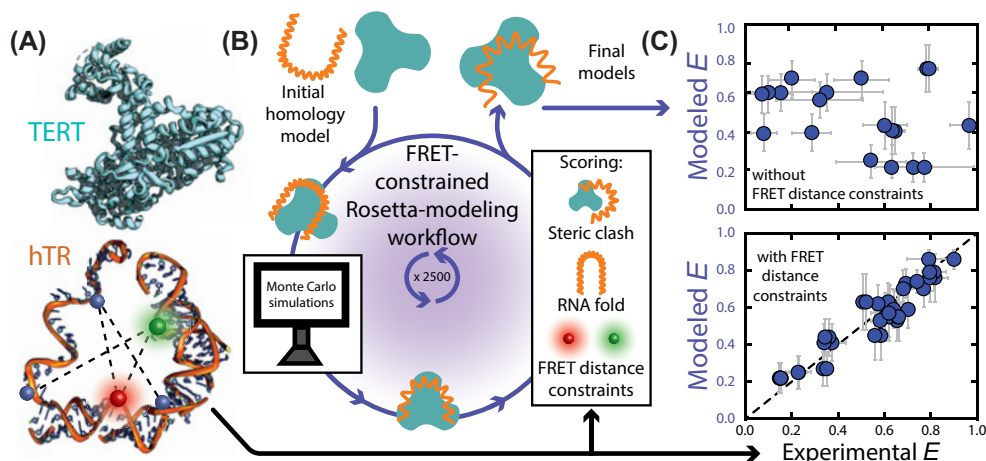 (A)
TERT
hTR
(B)
Initial
homology
model
Final
models
FRET-
constrained
Rosetta-modeling
workflow
x 2500
Monte Carlo
simulations
Scoring:
Steric clash
RNA fold
FRET distance
constraints
(C)
Modeled E
1.0
0.8
0.6
0.4
0.2
0.0
without
FRET distance constraints
Modeled E
1.0
0.8
0.6
0.4
0.2
0.0
with FRET
distance
constraints
0.0 0.2 0.4 0.6 0.8 1.0
Experimental E